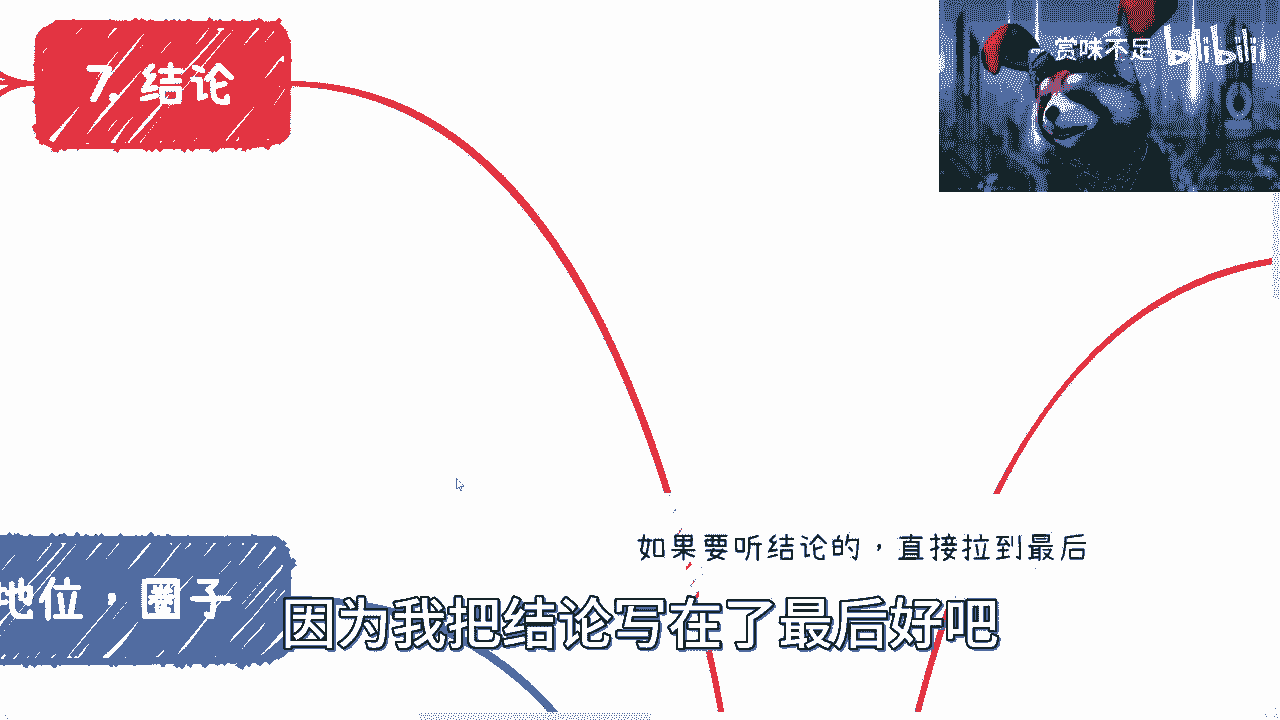 7. 结论
赏味不足 bilibili
如果要听结论的，直接拉到最后
地位，圈子
因为我把结论写在了最后好吧